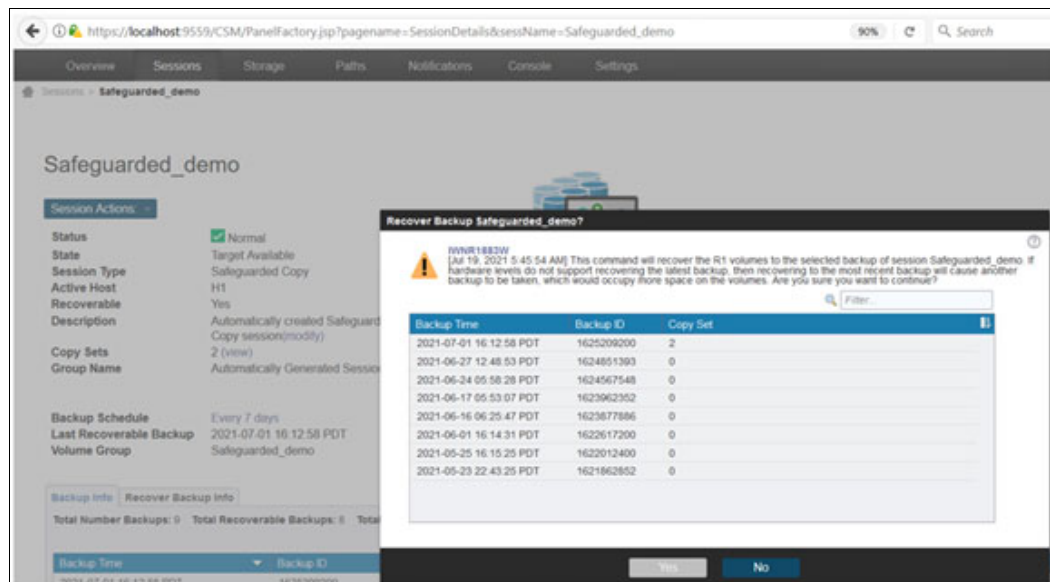 https://localhost:9559/CSM/PanelFactory.jsp?pagename=SessionDetails&sessName=Safeguarded_demo
90%
Search
Overview Sessions Storage Paths Notifications Console Settings
Sessions > Safeguarded_demo
Safeguarded_demo
Session Actions:
Status Normal
State Target Available
Session Type Safeguarded Copy
Active Host H1
Recoverable Yes
Description Automatically created Safeguard
Copy session(modify)
Copy Sets 2 (view)
Group Name Automatically Generated Session
Backup Schedule Every 7 days
Last Recoverable Backup 2021-07-01 16:12:58 PDT
Volume Group Safeguarded_demo
Backup Info Recover Backup Info
Total Number Backups: Total Recoverable Backups: Total
Backup Time Backup ID
2021-07-01 16:12:58 PDT 1625209200
Recover Backup Safeguarded_demo?
IWNR1883W
[Jul 19, 2021 5:45:54 AM] This command will recover the R1 volumes to the selected backup of session Safeguarded_demo. If
hardware levels do not support recovering the latest backup, then recovering to the most recent backup will cause another
backup to be taken, which would occupy more space on the volumes. Are you sure you want to continue?
Filter...
Backup Time Backup ID Copy Set
2021-07-01 16:12:58 PDT 1625209200 2
2021-06-27 12:48:53 PDT 1624851393 0
2021-06-24 05:58:28 PDT 1624567548 0
2021-06-17 05:53:07 PDT 1623962352 0
2021-06-16 06:25:47 PDT 1623877886 0
2021-06-01 16:14:31 PDT 1622617200 0
2021-05-25 16:15:25 PDT 1622012400 0
2021-05-23 22:43:25 PDT 1621862852 0
Yes No